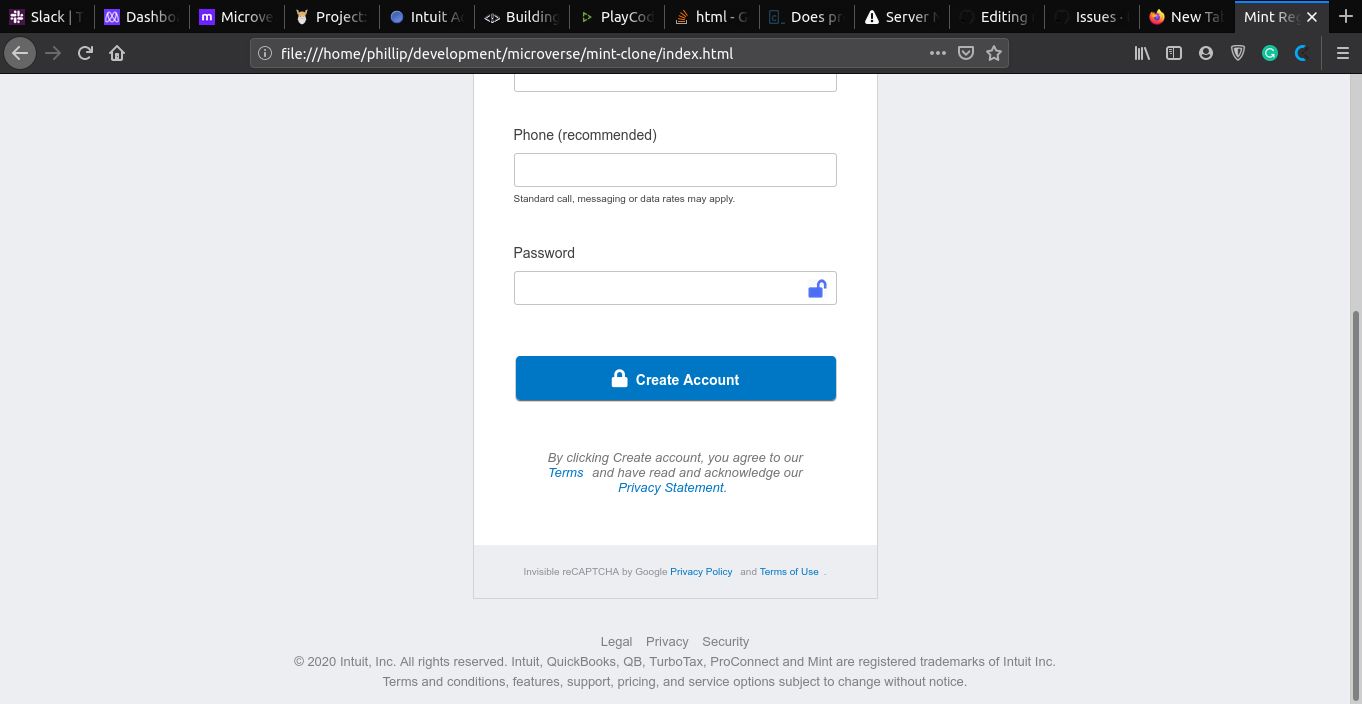 Slack | T
Dashbo
Microve
Project:
Intuit Ac
Building
PlayCod
html - G
Does pr
Server N
Editing
Issues ·
New Tab
Mint Reg
file:///home/phillip/development/microverse/mint-clone/index.html
Phone (recommended)
Standard call, messaging or data rates may apply.
Password
Create Account
By clicking Create account, you agree to our
Terms and have read and acknowledge our
Privacy Statement.
Invisible reCAPTCHA by Google Privacy Policy and Terms of Use .
Legal Privacy Security
© 2020 Intuit, Inc. All rights reserved. Intuit, QuickBooks, QB, TurboTax, ProConnect and Mint are registered trademarks of Intuit Inc.
Terms and conditions, features, support, pricing, and service options subject to change without notice.